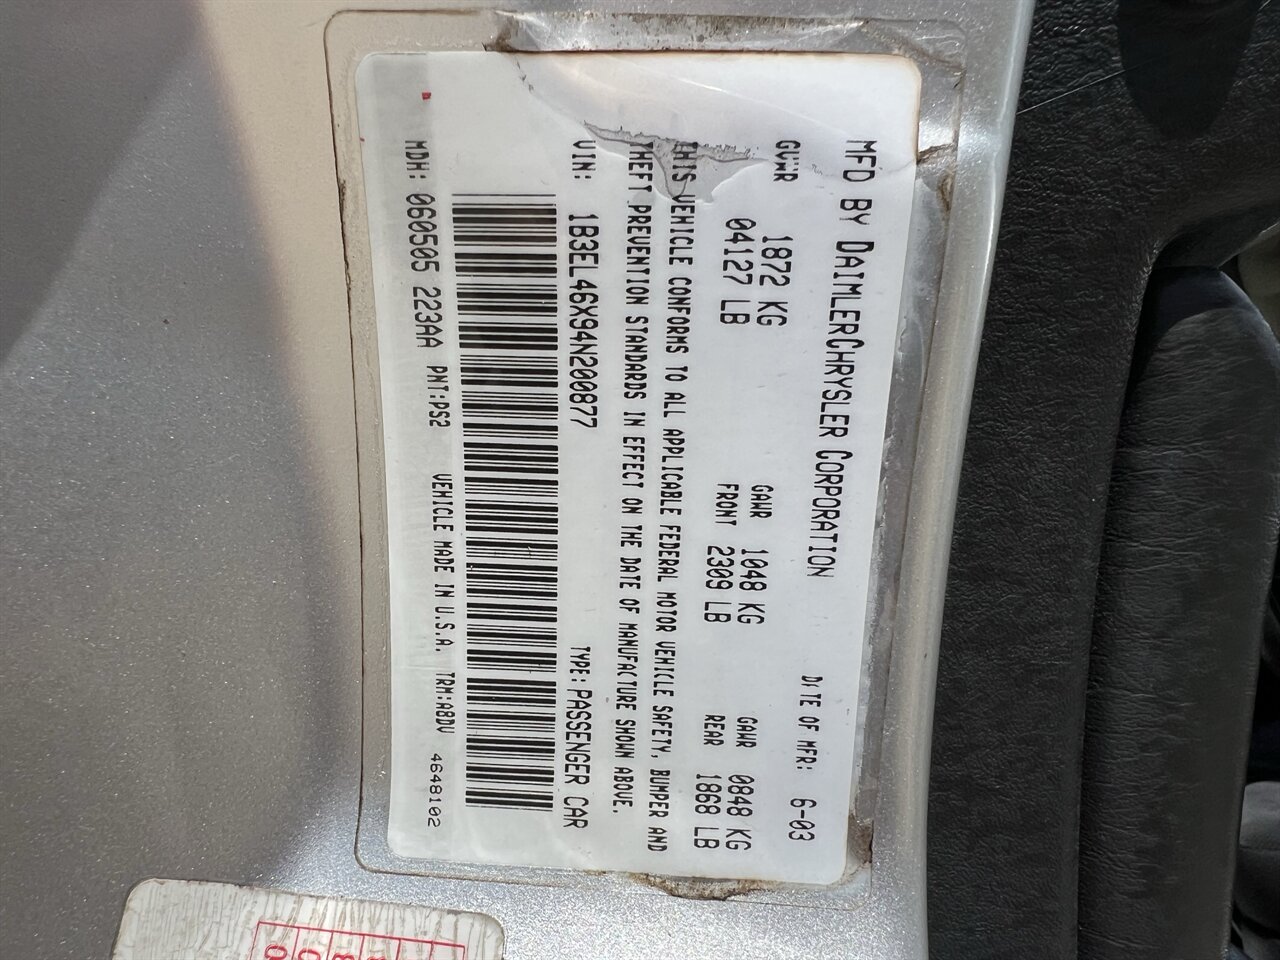 MFD BY DAIMLERCHRYSLER CORPORATION DATE OF MFR: 6-03
GVWR 1872 KG GAWR 1048 KG GAWR 0848 KG
04127 LB FRONT 2309 LB REAR 1868 LB
THIS VEHICLE CONFORMS TO ALL APPLICABLE FEDERAL MOTOR VEHICLE SAFETY, BUMPER AND
THEFT PREVENTION STANDARDS IN EFFECT ON THE DATE OF MANUFACTURE SHOWN ABOVE.
VIN: 1B3EL46X94N200877 TYPE: PASSENGER CAR
MDH: 060505 223AA PNT:PS2 VEHICLE MADE IN U.S.A. TRM:A8DV 4648102